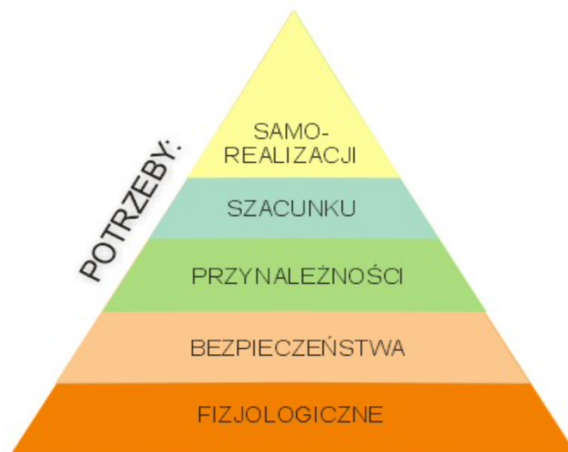 POTRZEBY:
SAMO-
REALIZACJI
SZACUNKU
PRZYNALEŻNOŚCI
BEZPIECZEŃSTWA
FIZJOLOGICZNE